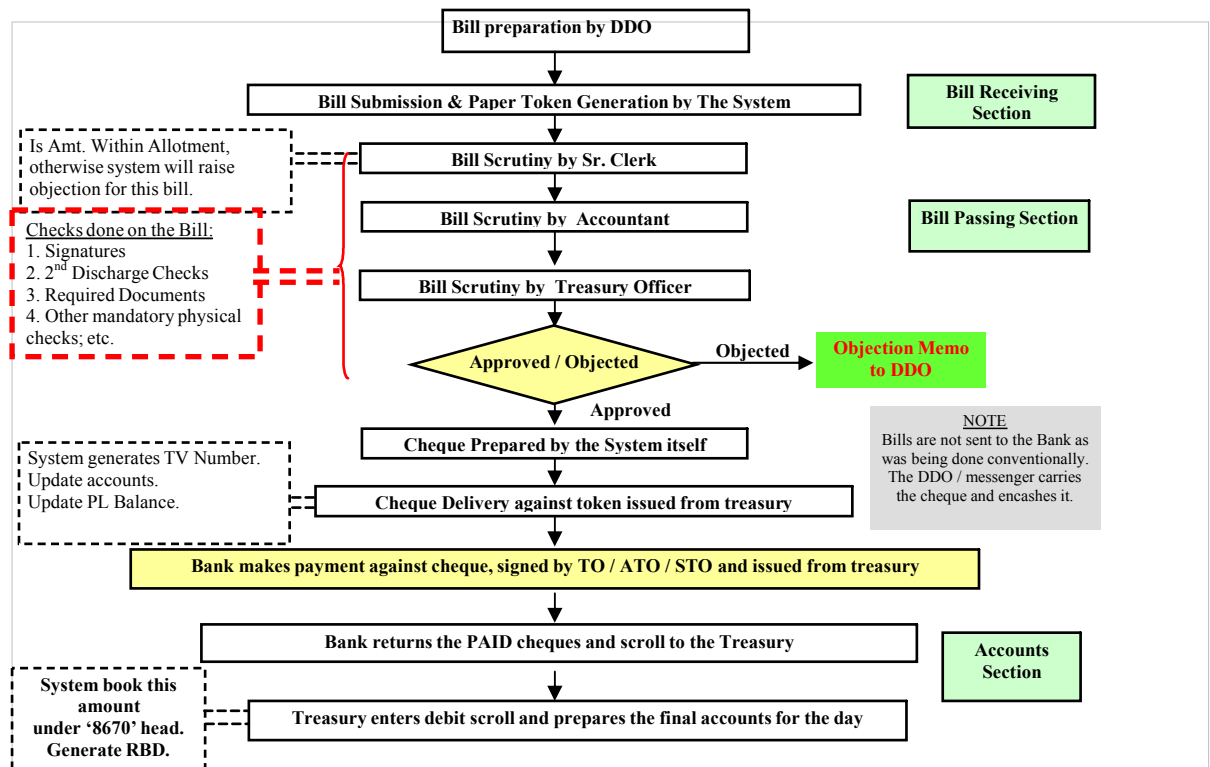 Bill preparation by DDO
Bill Submission & Paper Token Generation by The System
Bill Receiving
Section
Is Amt. Within Allotment,
otherwise system will raise
objection for this bill.
Bill Scrutiny by Sr. Clerk
Bill Scrutiny by Accountant
Bill Passing Section
Checks done on the Bill:
1. Signatures
2. 2nd Discharge Checks
3. Required Documents
4. Other mandatory physical
checks; etc.
Bill Scrutiny by Treasury Officer
Approved / Objected
Objected
Objection Memo
to DDO
Approved
Cheque Prepared by the System itself
NOTE
Bills are not sent to the Bank as
was being done conventionally.
The DDO / messenger carries
the cheque and encashes it.
System generates TV Number.
Update accounts.
Update PL Balance.
Cheque Delivery against token issued from treasury
Bank makes payment against cheque, signed by TO / ATO / STO and issued from treasury
Bank returns the PAID cheques and scroll to the Treasury
Accounts
Section
System book this
amount
under ‘8670’ head.
Generate RBD.
Treasury enters debit scroll and prepares the final accounts for the day